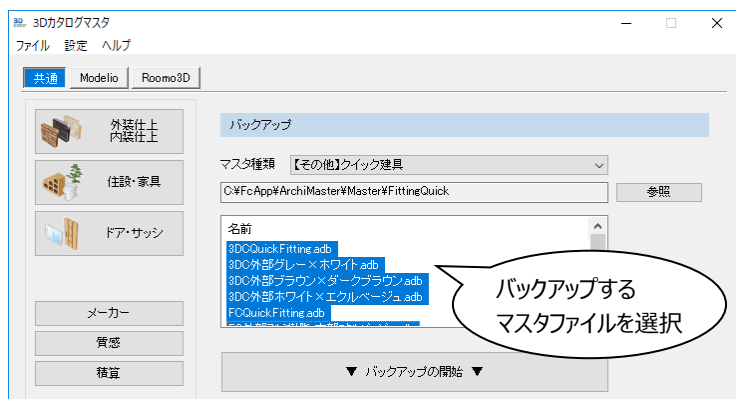 3Dカタログマスタ
ファイル 設定 ヘルプ
共通 Modelio Roomo3D
外装仕上
内装仕上
住設・家具
ドア・サッシ
メーカー
質感
積算
バックアップ
マスタ種類 【その他】クイック建具
C:¥FcApp¥ArchiMaster¥Master¥FittingQuick 参照
名前
3DCQuickFitting.adb
3DC外部グレー×ホワイト.adb
3DC外部ブラウン×ダークブラウン.adb
3DC外部ホワイト×エクルベージュ.adb
FCQuickFitting.adb
バックアップする
マスタファイルを選択
▼ バックアップの開始 ▼